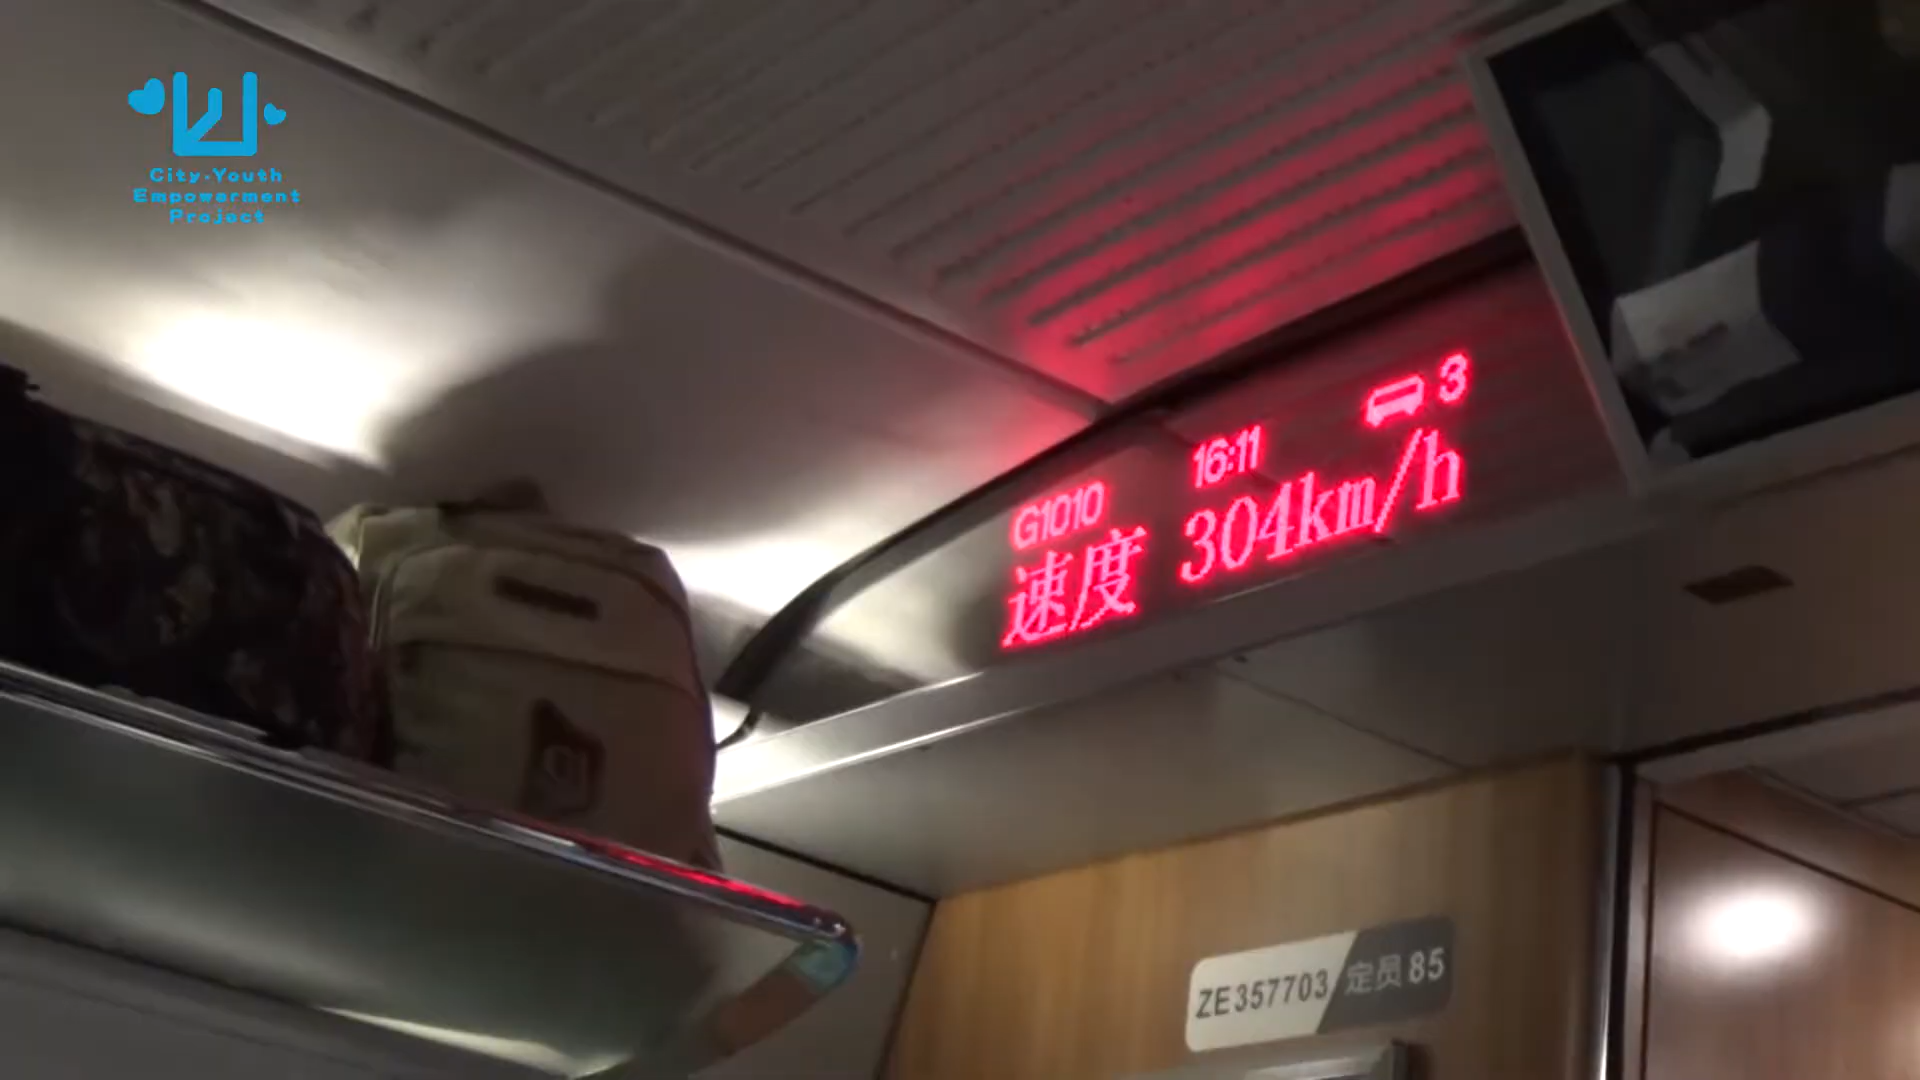 City-Youth
Empowerment
Project
3
16:11
G1010
速度 304km/h
ZE357703 定员85